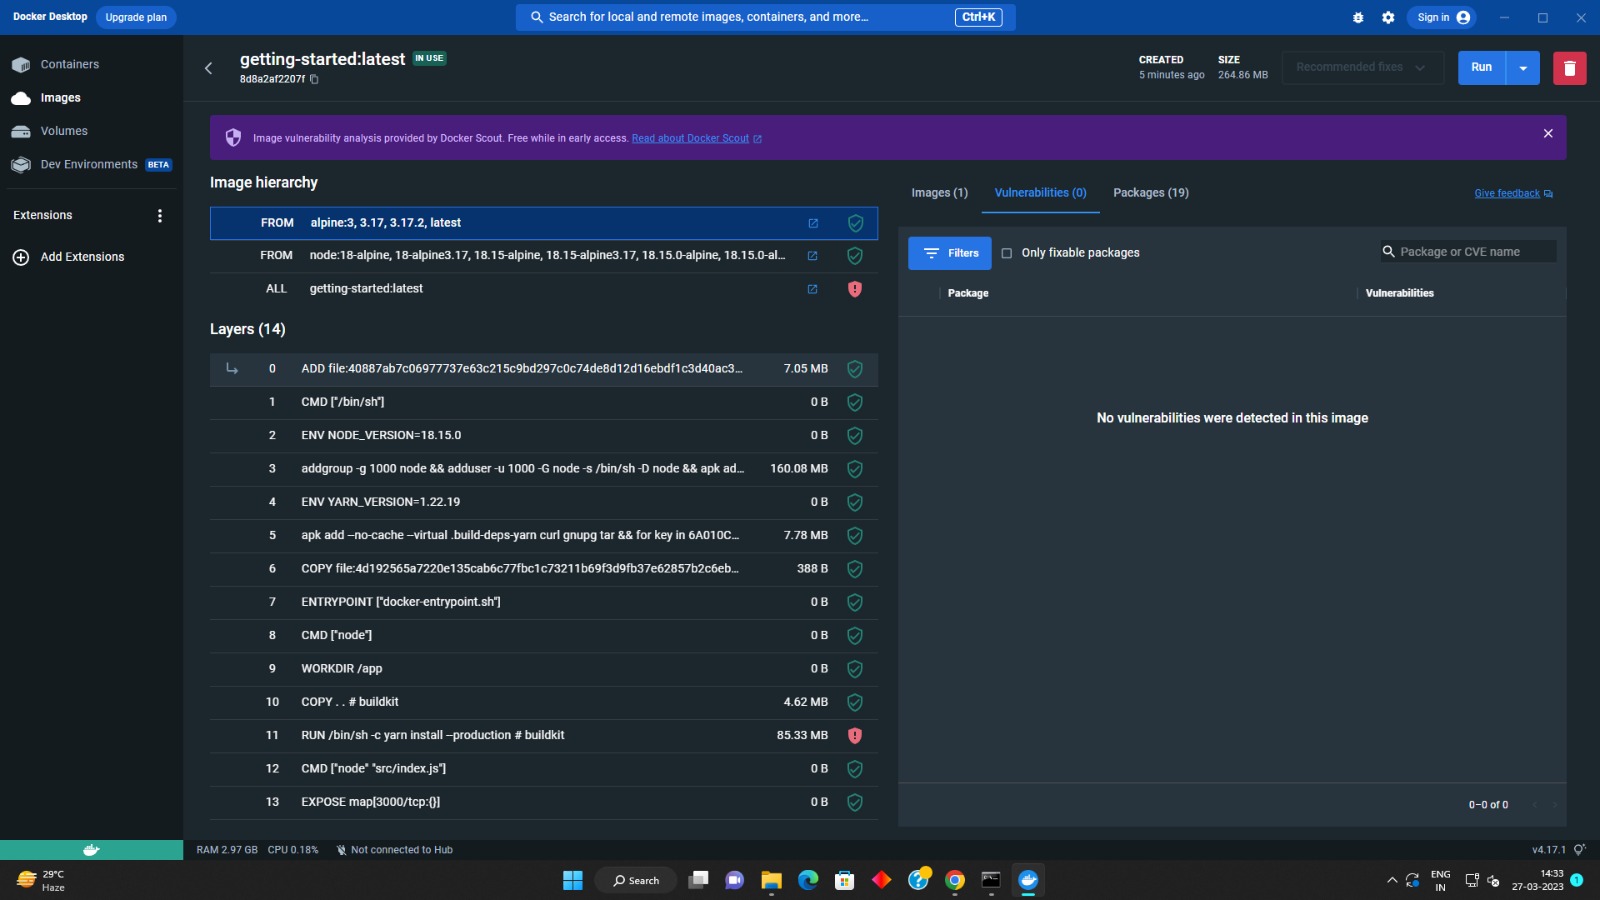 Docker Desktop
Upgrade plan
Search for local and remote images, containers, and more...
Ctrl+K
Sign in
Containers
Images
Volumes
Dev Environments BETA
Extensions
Add Extensions
getting-started:latest IN USE
8d8a2af2207f
CREATED
5 minutes ago
SIZE
264.86 MB
Recommended fixes
Run
Image vulnerability analysis provided by Docker Scout. Free while in early access. Read about Docker Scout
Image hierarchy
FROM alpine:3, 3.17, 3.17.2, latest
FROM node:18-alpine, 18-alpine3.17, 18.15-alpine, 18.15-alpine3.17, 18.15.0-alpine, 18.15.0-al...
ALL getting-started:latest
Layers (14)
0 ADD file:40887ab7c06977737e63c215c9bd297c0c74de8d12d16ebdf1c3d40ac3... 7.05 MB
1 CMD ["/bin/sh"] 0 B
2 ENV NODE_VERSION=18.15.0 0 B
3 addgroup -g 1000 node && adduser -u 1000 -G node -s /bin/sh -D node && apk ad... 160.08 MB
4 ENV YARN_VERSION=1.22.19 0 B
5 apk add --no-cache --virtual .build-deps-yarn curl gnupg tar && for key in 6A010C... 7.78 MB
6 COPY file:4d192565a7220e135cab6c77fbc1c73211b69f3d9fb37e62857b2c6eb... 388 B
7 ENTRYPOINT ["docker-entrypoint.sh"] 0 B
8 CMD ["node"] 0 B
9 WORKDIR /app 0 B
10 COPY . . # buildkit 4.62 MB
11 RUN /bin/sh -c yarn install --production # buildkit 85.33 MB
12 CMD ["node" "src/index.js"] 0 B
13 EXPOSE map[3000/tcp:{}] 0 B
Images (1)
Vulnerabilities (0)
Packages (19)
Give feedback
Filters
Only fixable packages
Package or CVE name
Package
Vulnerabilities
No vulnerabilities were detected in this image
0–0 of 0
RAM 2.97 GB CPU 0.18% Not connected to Hub
v4.17.1
29°C
Haze
Search
ENG
IN
14:33
27-03-2023
1